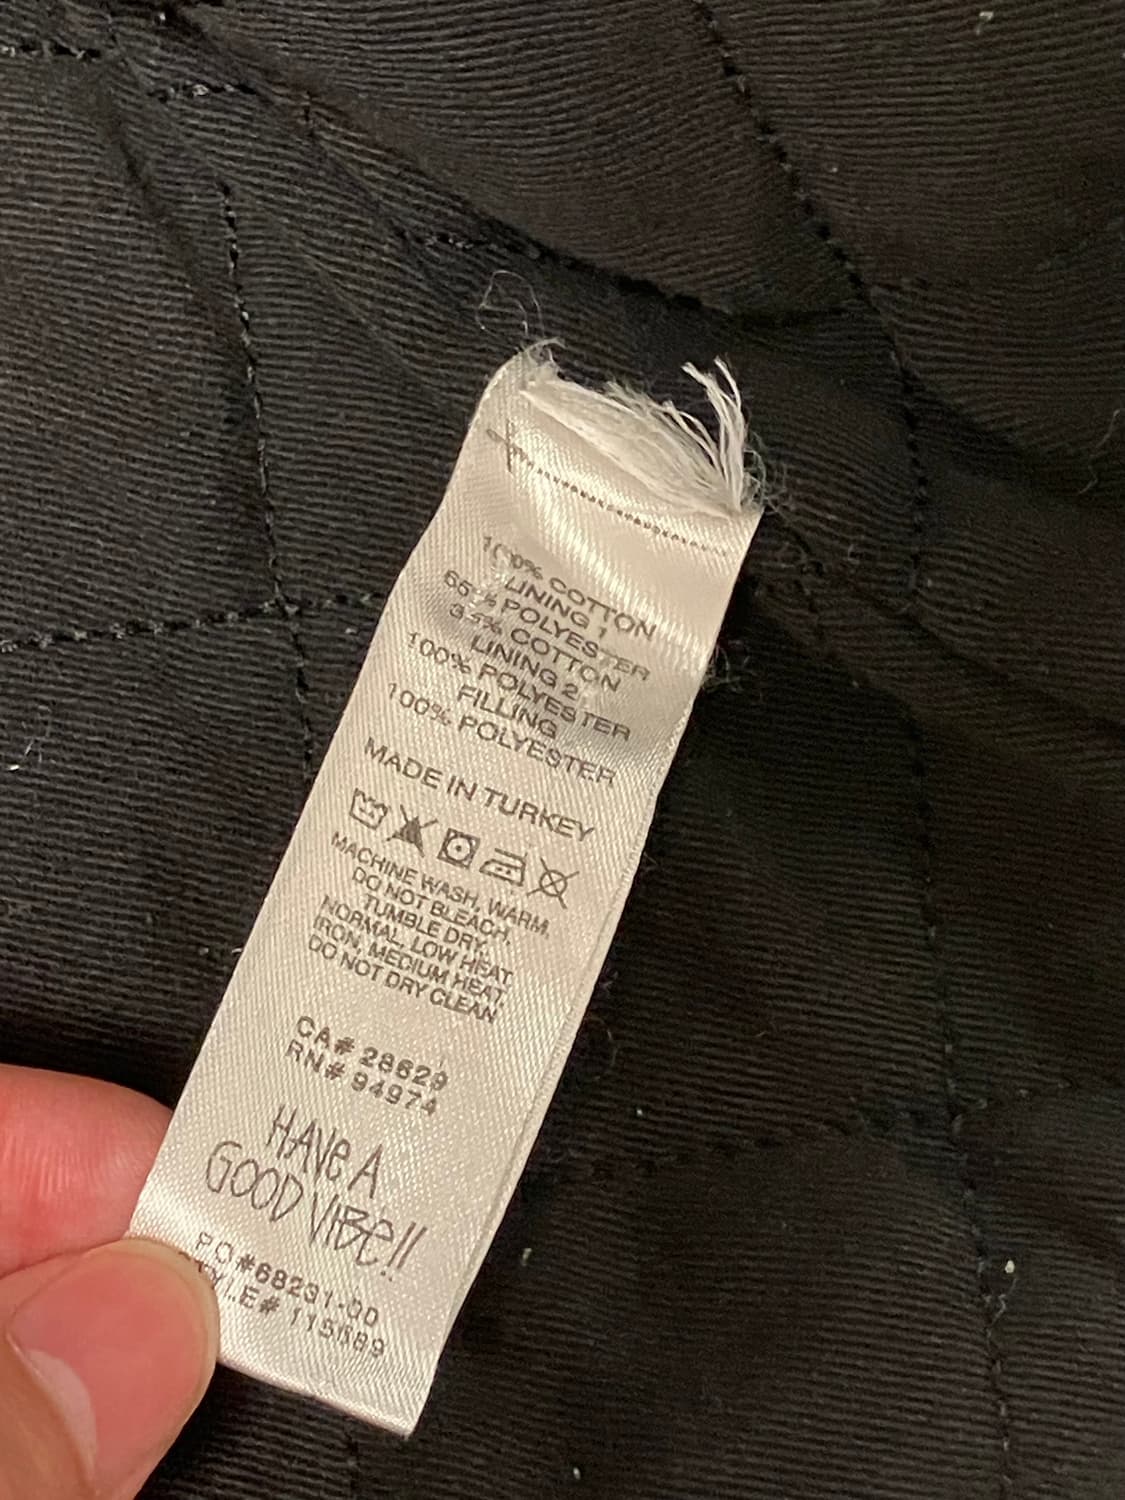 100% COTTON
LINING 1
65% POLYESTER
35% COTTON
LINING 2
100% POLYESTER
FILLING
100% POLYESTER
MADE IN TURKEY
MACHINE WASH, WARM.
DO NOT BLEACH,
TUMBLE DRY,
NORMAL, LOW HEAT,
IRON, MEDIUM HEAT,
DO NOT DRY CLEAN
CA# 28629
RN# 94974
HAVE A
GOOD VIBE!!
PO #68231-00